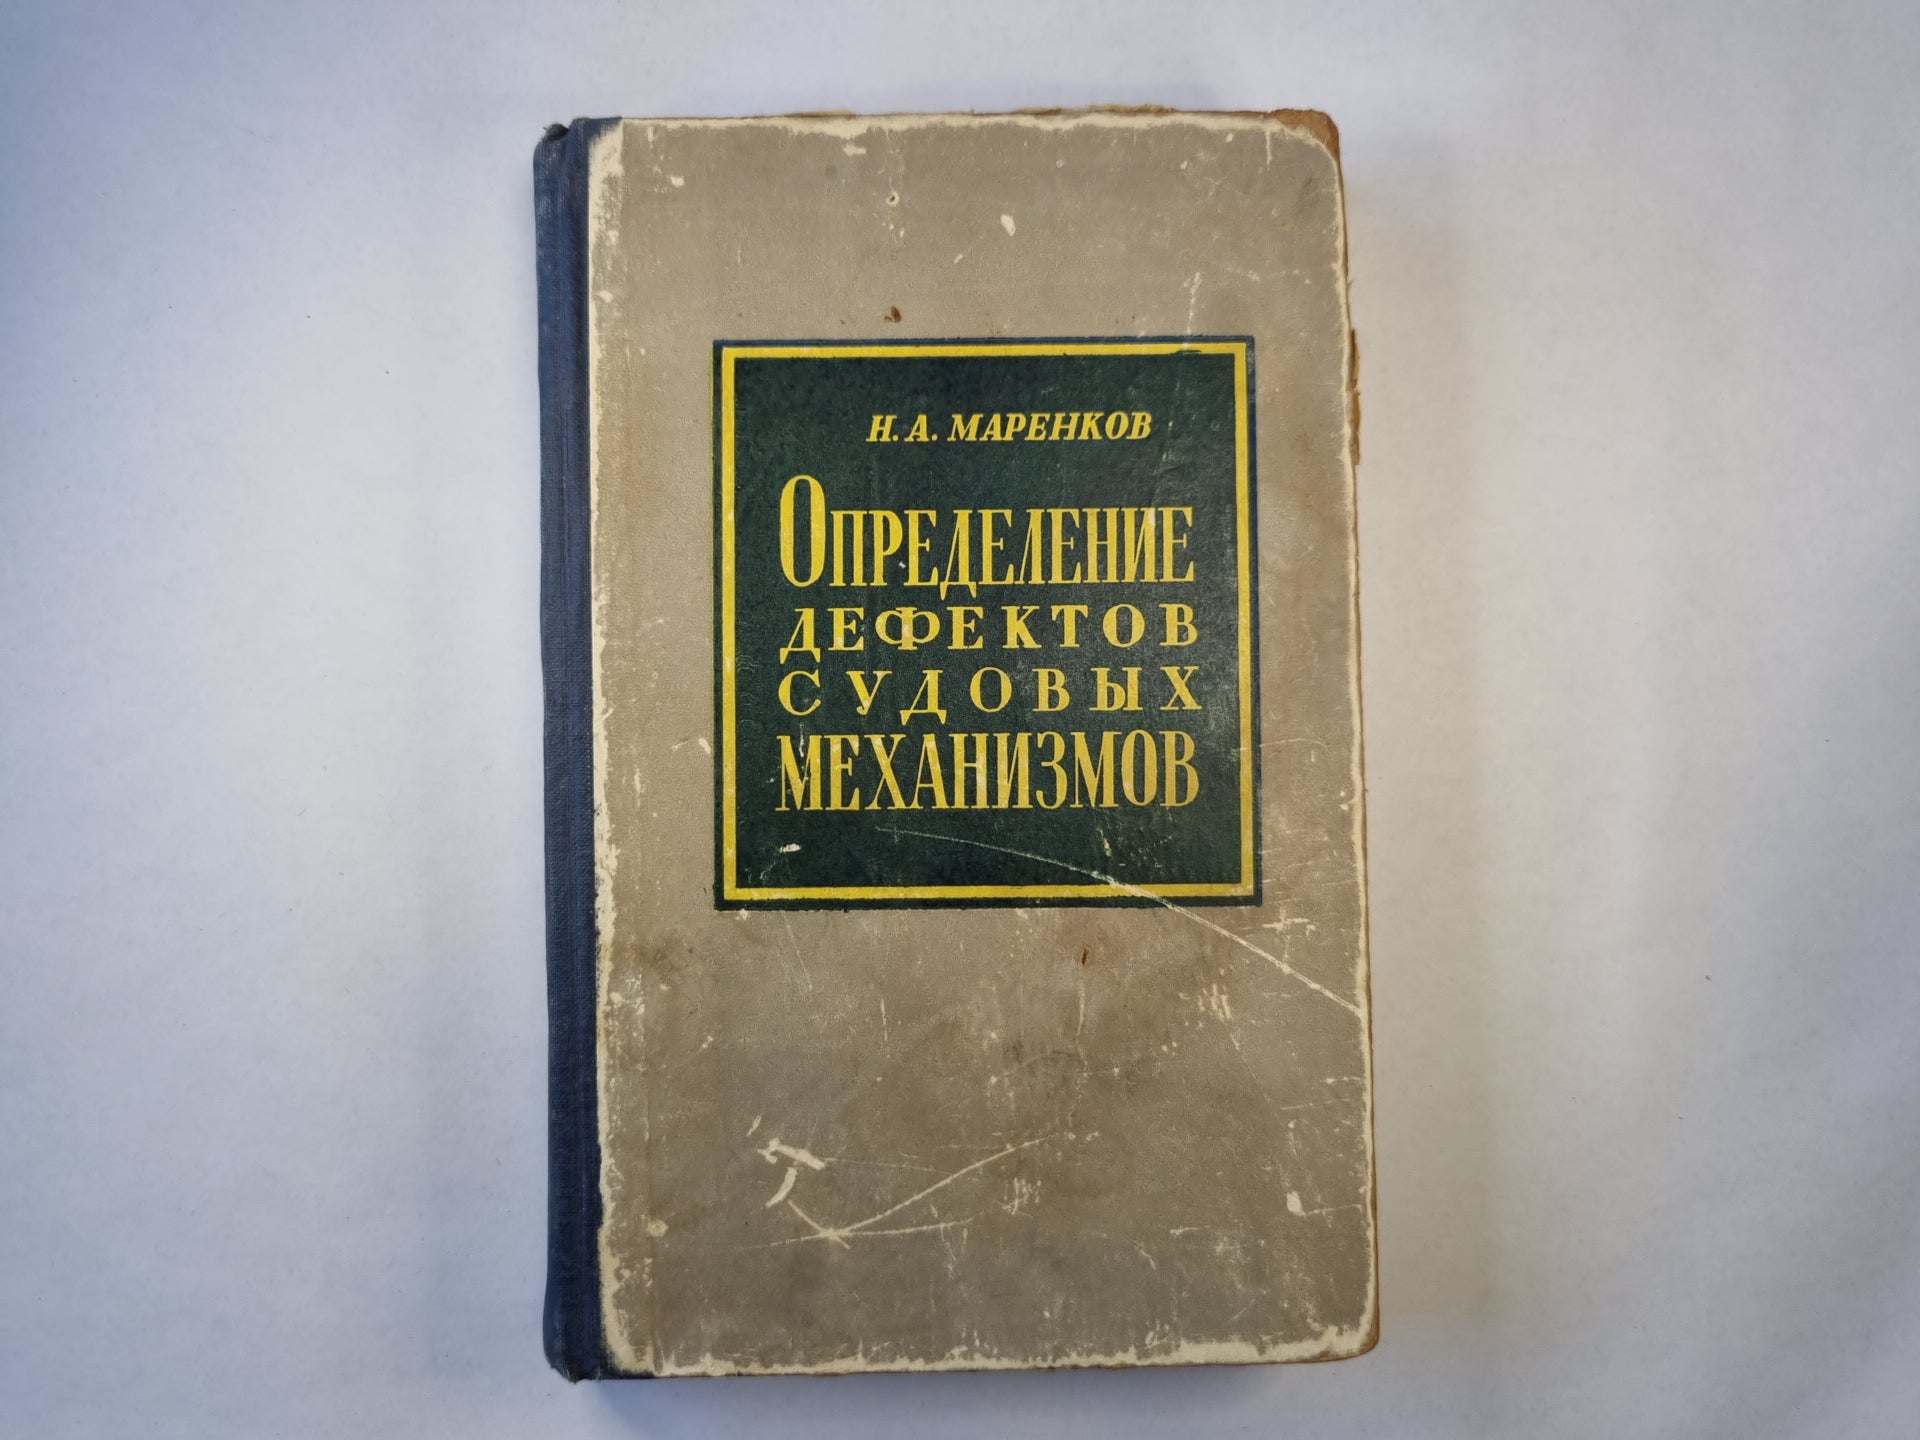 Н. А. МАРЕНКОВ
ОПРЕДЕЛЕНИЕ
ДЕФЕКТОВ
СУДОВЫХ
МЕХАНИЗМОВ